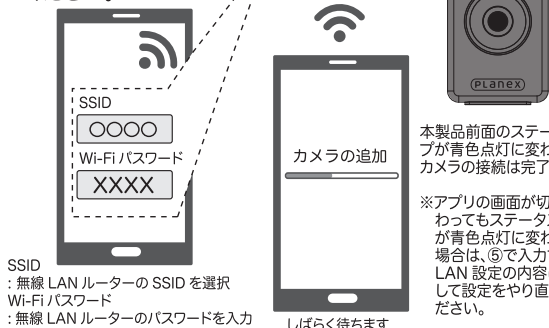 SSID
○○○○
Wi-Fi パスワード
XXXX
SSID
：無線 LAN ルーターの SSID を選択
Wi-Fi パスワード
：無線 LAN ルーターのパスワードを入力
カメラの追加
しばらく待ちます
PLANEX
本製品前面のステー
プが青色点灯に変わ
カメラの接続は完了
※アプリの画面が切
わってもステータ
が青色点灯に変わ
場合は、⑤で入力
LAN 設定の内容
して設定をやり直
ださい。